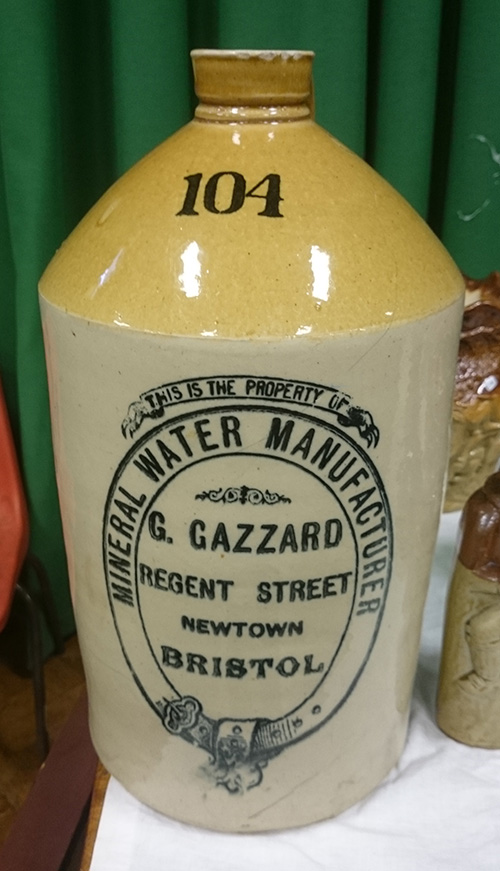 104
THIS IS THE PROPERTY OF
MINERAL WATER MANUFACTURER
G. GAZZARD
REGENT STREET
NEWTOWN
BRISTOL